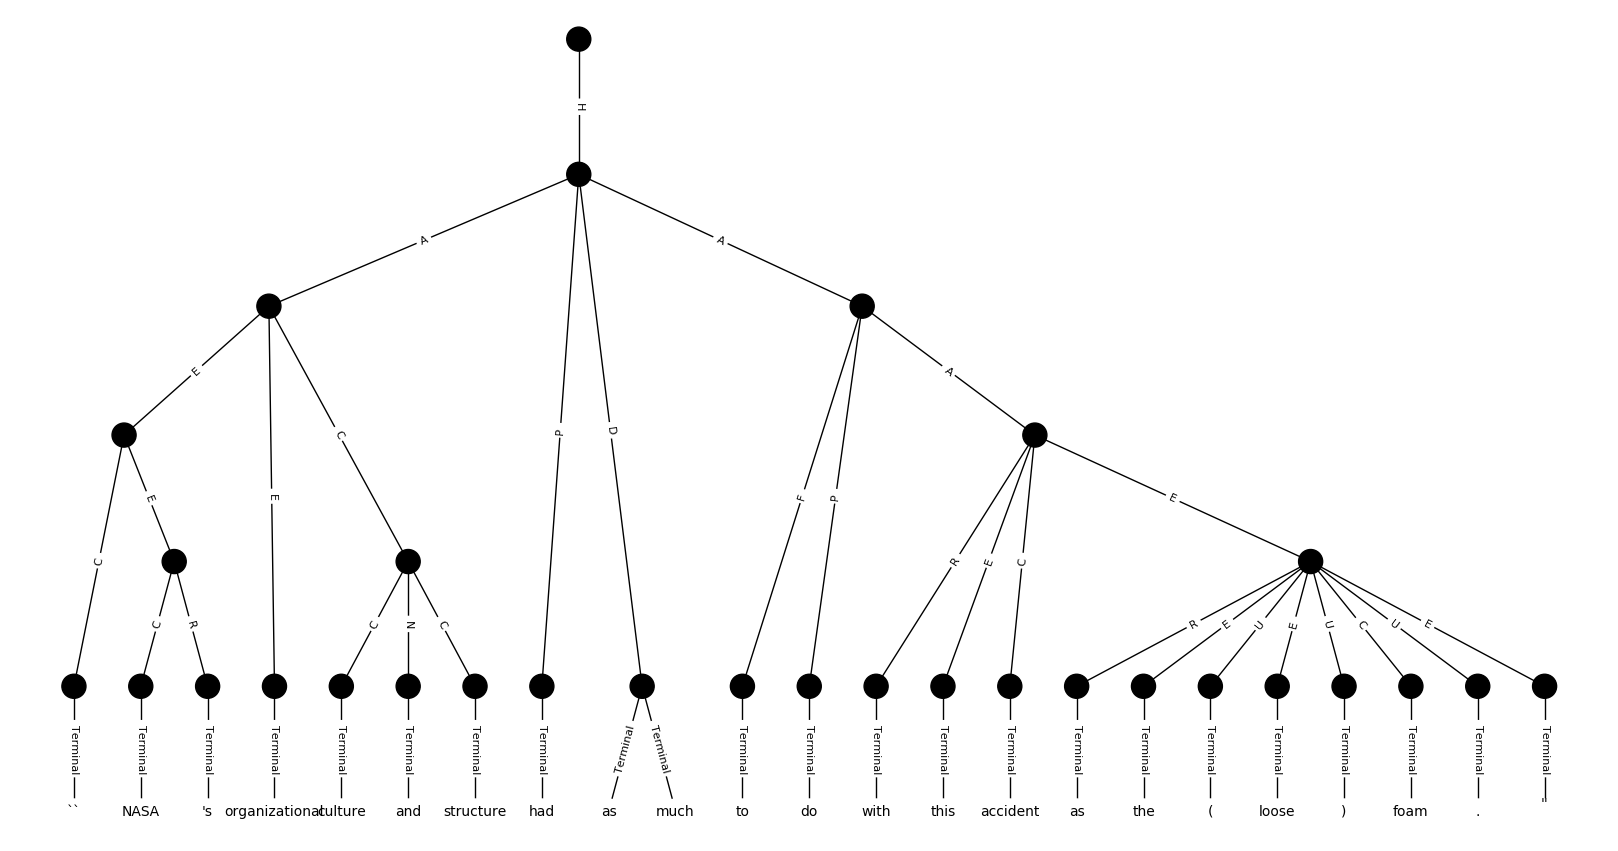 H
A A
E A
E C
P D
E E F P E
C R E C
C R C N C R E U E U C U E
Terminal Terminal Terminal Terminal Terminal Terminal Terminal Terminal Terminal Terminal Terminal Terminal Terminal Terminal Terminal Terminal Terminal Terminal Terminal Terminal Terminal Terminal Terminal
`` NASA 's organizational culture and structure had as much to do with this accident as the ( loose ) foam . "